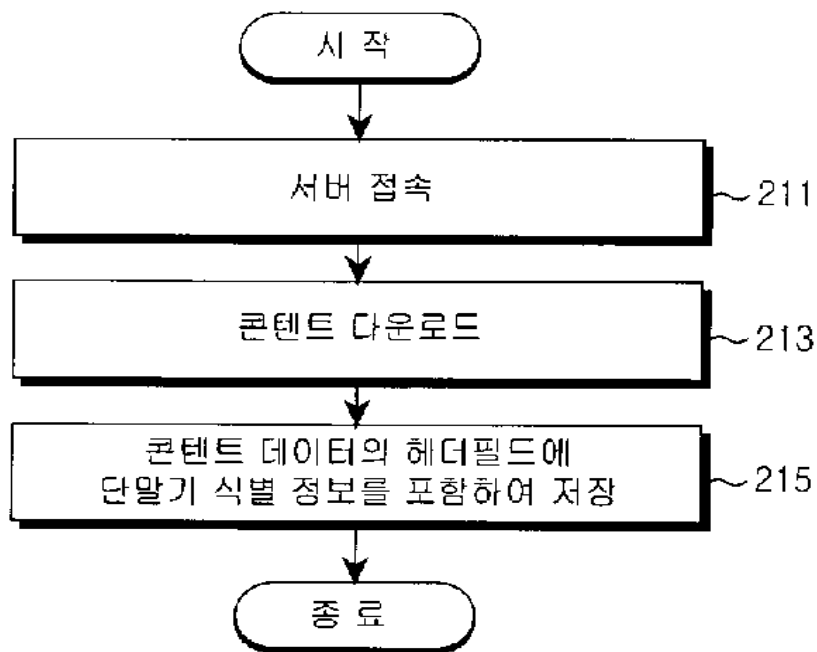 시 작
서버 접속
211
콘텐트 다운로드
213
콘텐트 데이터의 헤더필드에
단말기 식별 정보를 포함하여 저장
215
종 료